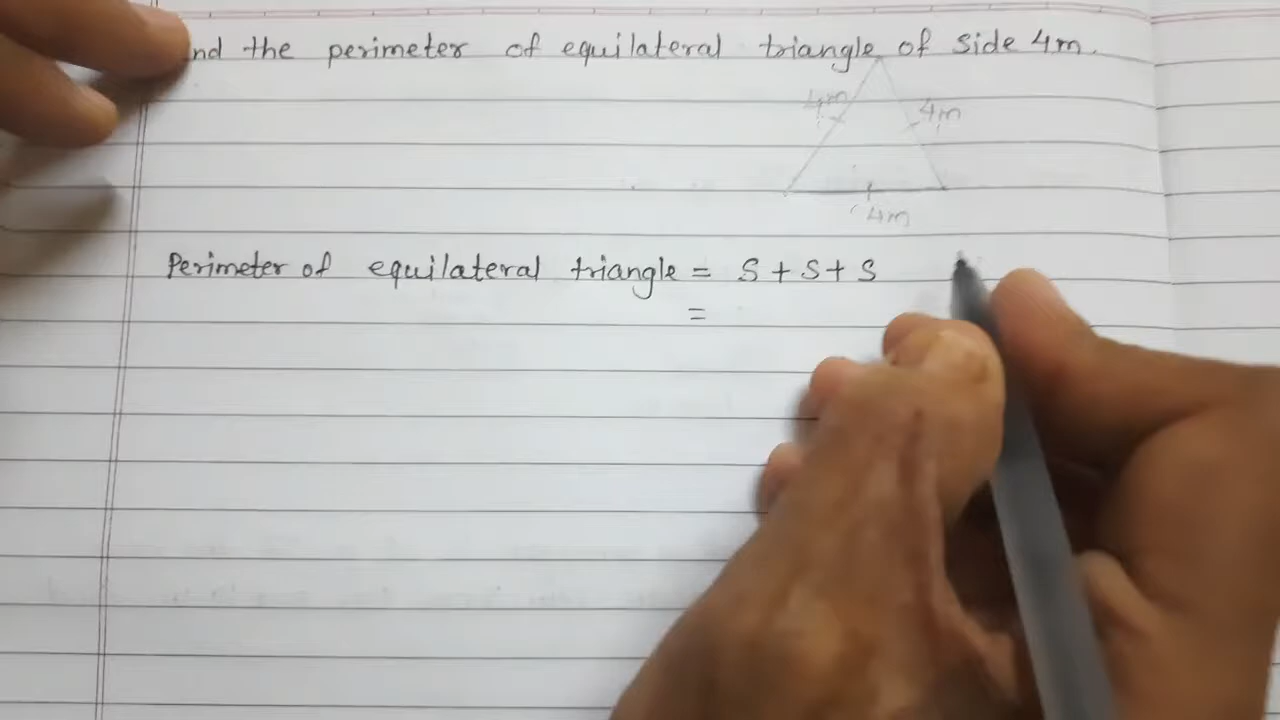 nd the perimeter of equilateral triangle of side 4m.
4m
4m
4m
Perimeter of equilateral triangle = S + S + S
=